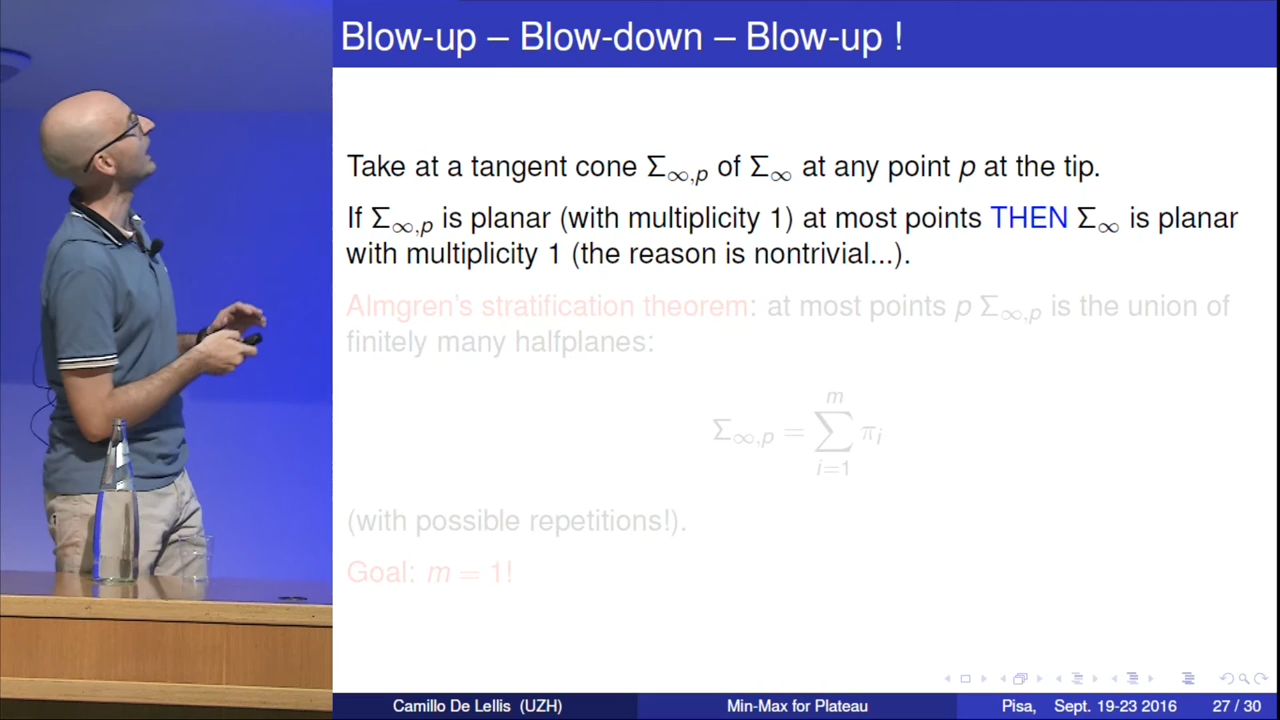 Blow-up – Blow-down – Blow-up !
Take at a tangent cone Σ∞,p of Σ∞ at any point p at the tip.
If Σ∞,p is planar (with multiplicity 1) at most points THEN Σ∞ is planar
with multiplicity 1 (the reason is nontrivial...).
Almgren's stratification theorem: at most points p Σ∞,p is the union of
finitely many halfplanes:
m
Σ∞,p = ∑ πi
i=1
(with possible repetitions!).
Goal: m = 1!
Camillo De Lellis (UZH)
Min-Max for Plateau
Pisa, Sept. 19-23 2016
27 / 30